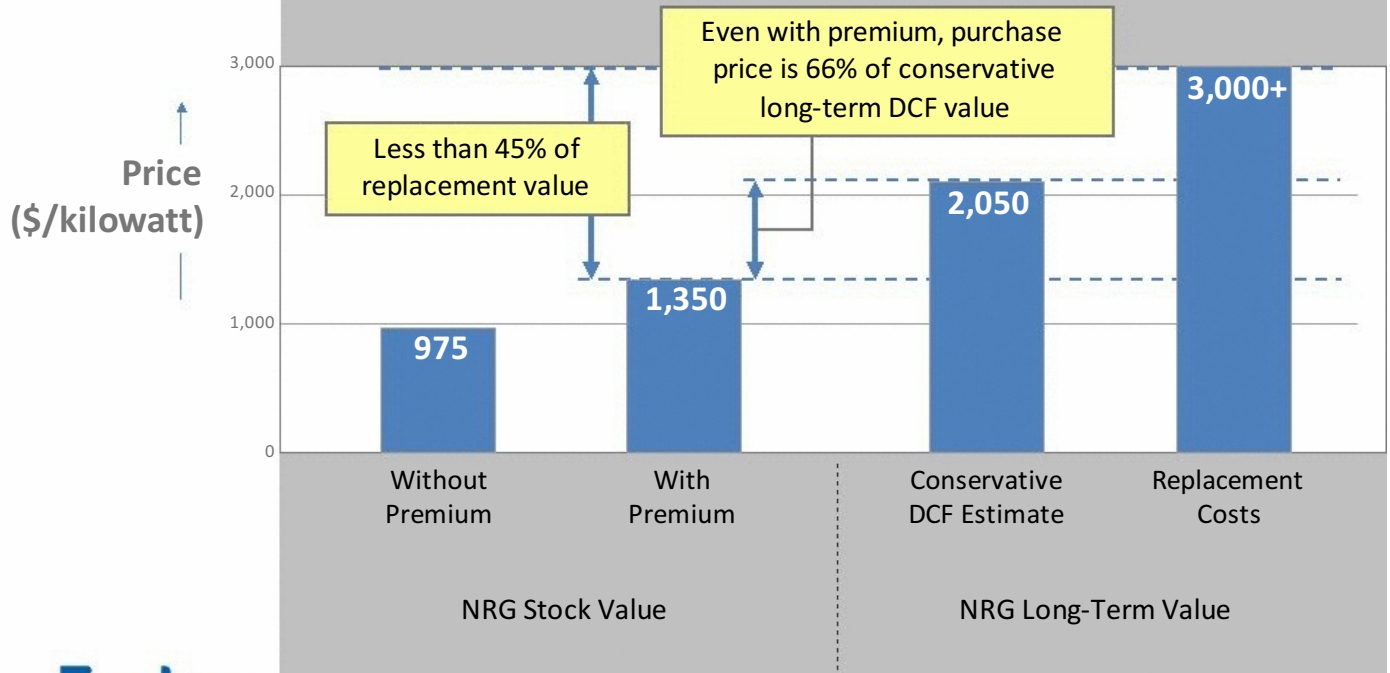 Even with premium, purchase
price is 66% of conservative
long-term DCF value
Less than 45% of
replacement value
Price
($/kilowatt)
3,000
2,000
1,000
0
975
1,350
2,050
3,000+
Without
Premium
With
Premium
Conservative
DCF Estimate
Replacement
Costs
NRG Stock Value
NRG Long-Term Value